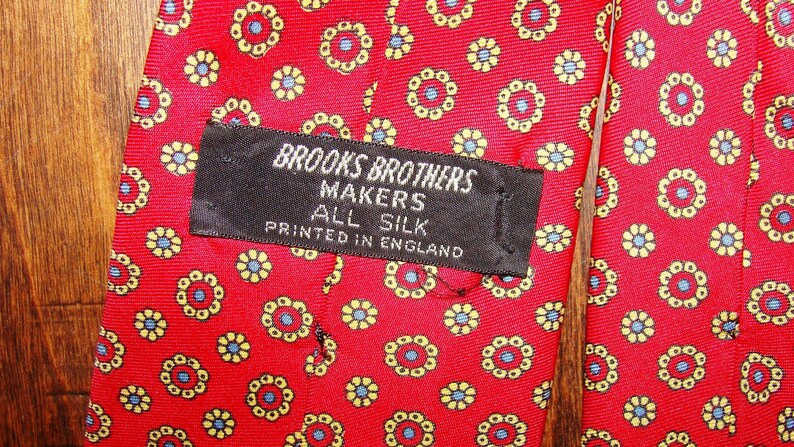 BROOKS BROTHERS
MAKERS
ALL SILK
PRINTED IN ENGLAND